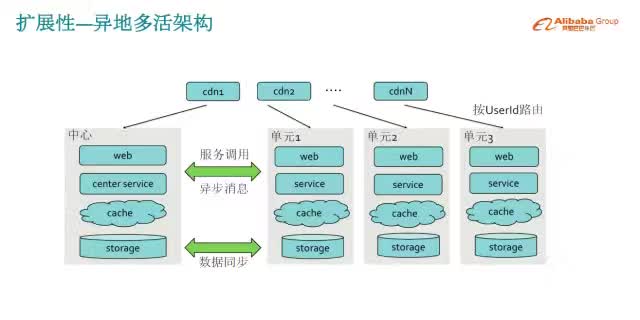 扩展性—异地多活架构
Alibaba Group
阿里巴巴集团
cdn1
cdn2
....
cdnN
按UserId路由
中心
单元1
单元2
单元3
web
服务调用
web
web
web
center service
异步消息
service
service
service
cache
cache
cache
cache
storage
数据同步
storage
storage
storage